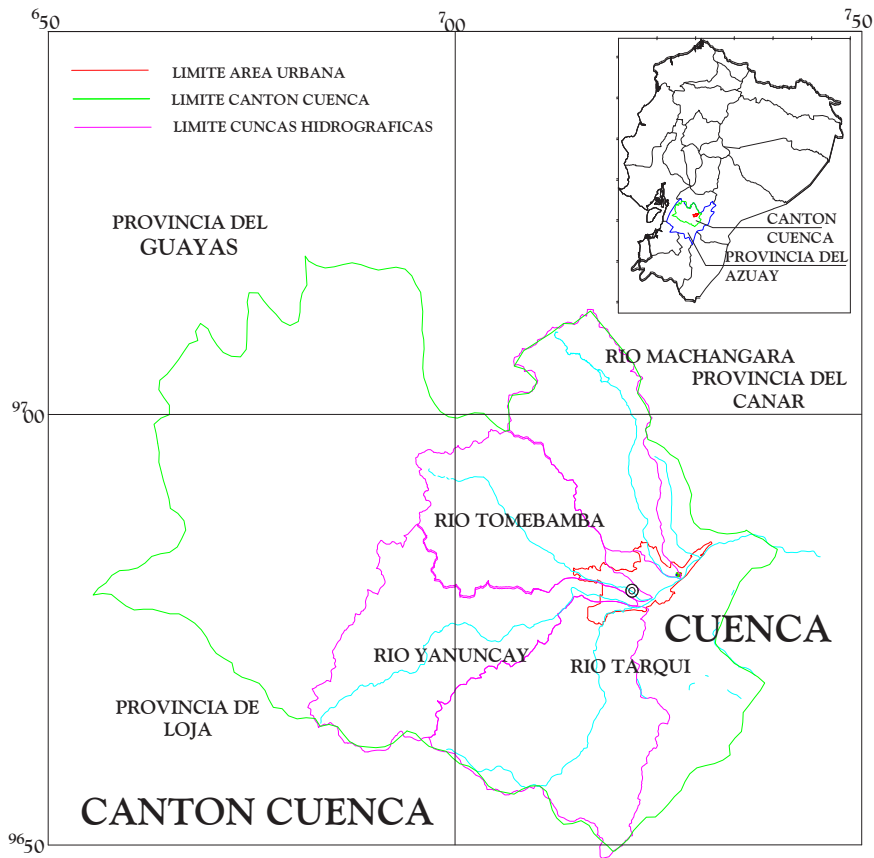 650
700
750
LIMITE AREA URBANA
LIMITE CANTON CUENCA
LIMITE CUNCAS HIDROGRAFICAS
CANTON
CUENCA
PROVINCIA DEL
AZUAY
PROVINCIA DEL
GUAYAS
RIO MACHANGARA
PROVINCIA DEL
CANAR
9700
RIO TOMEBAMBA
CUENCA
RIO YANUNCAY
RIO TARQUI
PROVINCIA DE
LOJA
CANTON CUENCA
9650